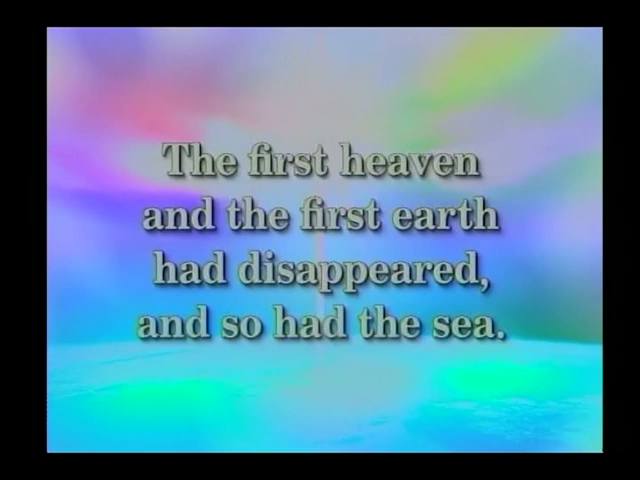 The first heaven
and the first earth
had disappeared,
and so had the sea.